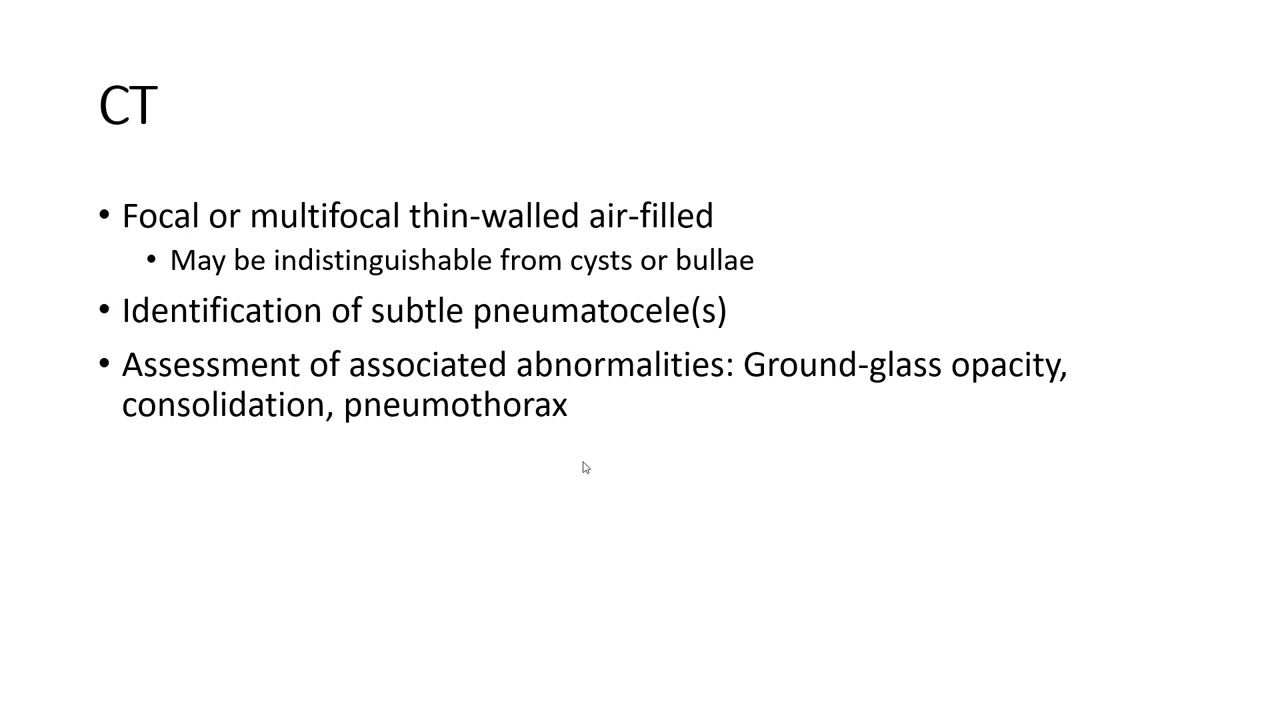 CT
• Focal or multifocal thin-walled air-filled
• May be indistinguishable from cysts or bullae
• Identification of subtle pneumatocele(s)
• Assessment of associated abnormalities: Ground-glass opacity,
consolidation, pneumothorax